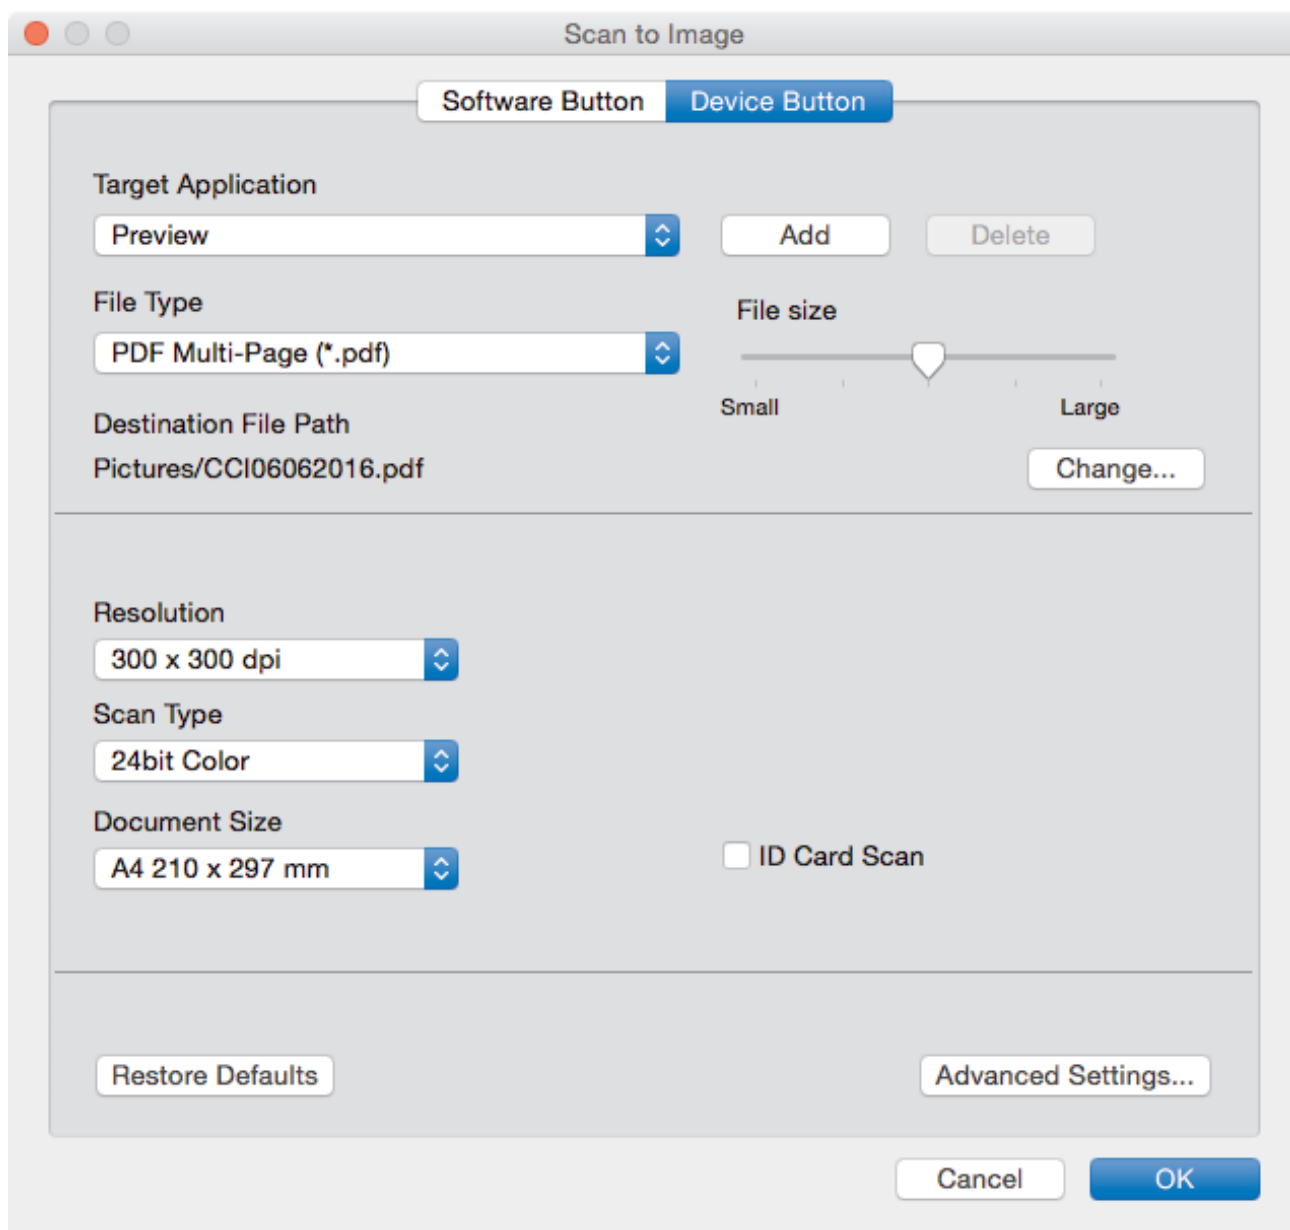 Scan to Image
Software Button
Device Button
Target Application
Preview
Add
Delete
File Type
File size
PDF Multi-Page (*.pdf)
Small
Large
Destination File Path
Pictures/CCI06062016.pdf
Change...
Resolution
300 x 300 dpi
Scan Type
24bit Color
Document Size
A4 210 x 297 mm
ID Card Scan
Restore Defaults
Advanced Settings...
Cancel
OK